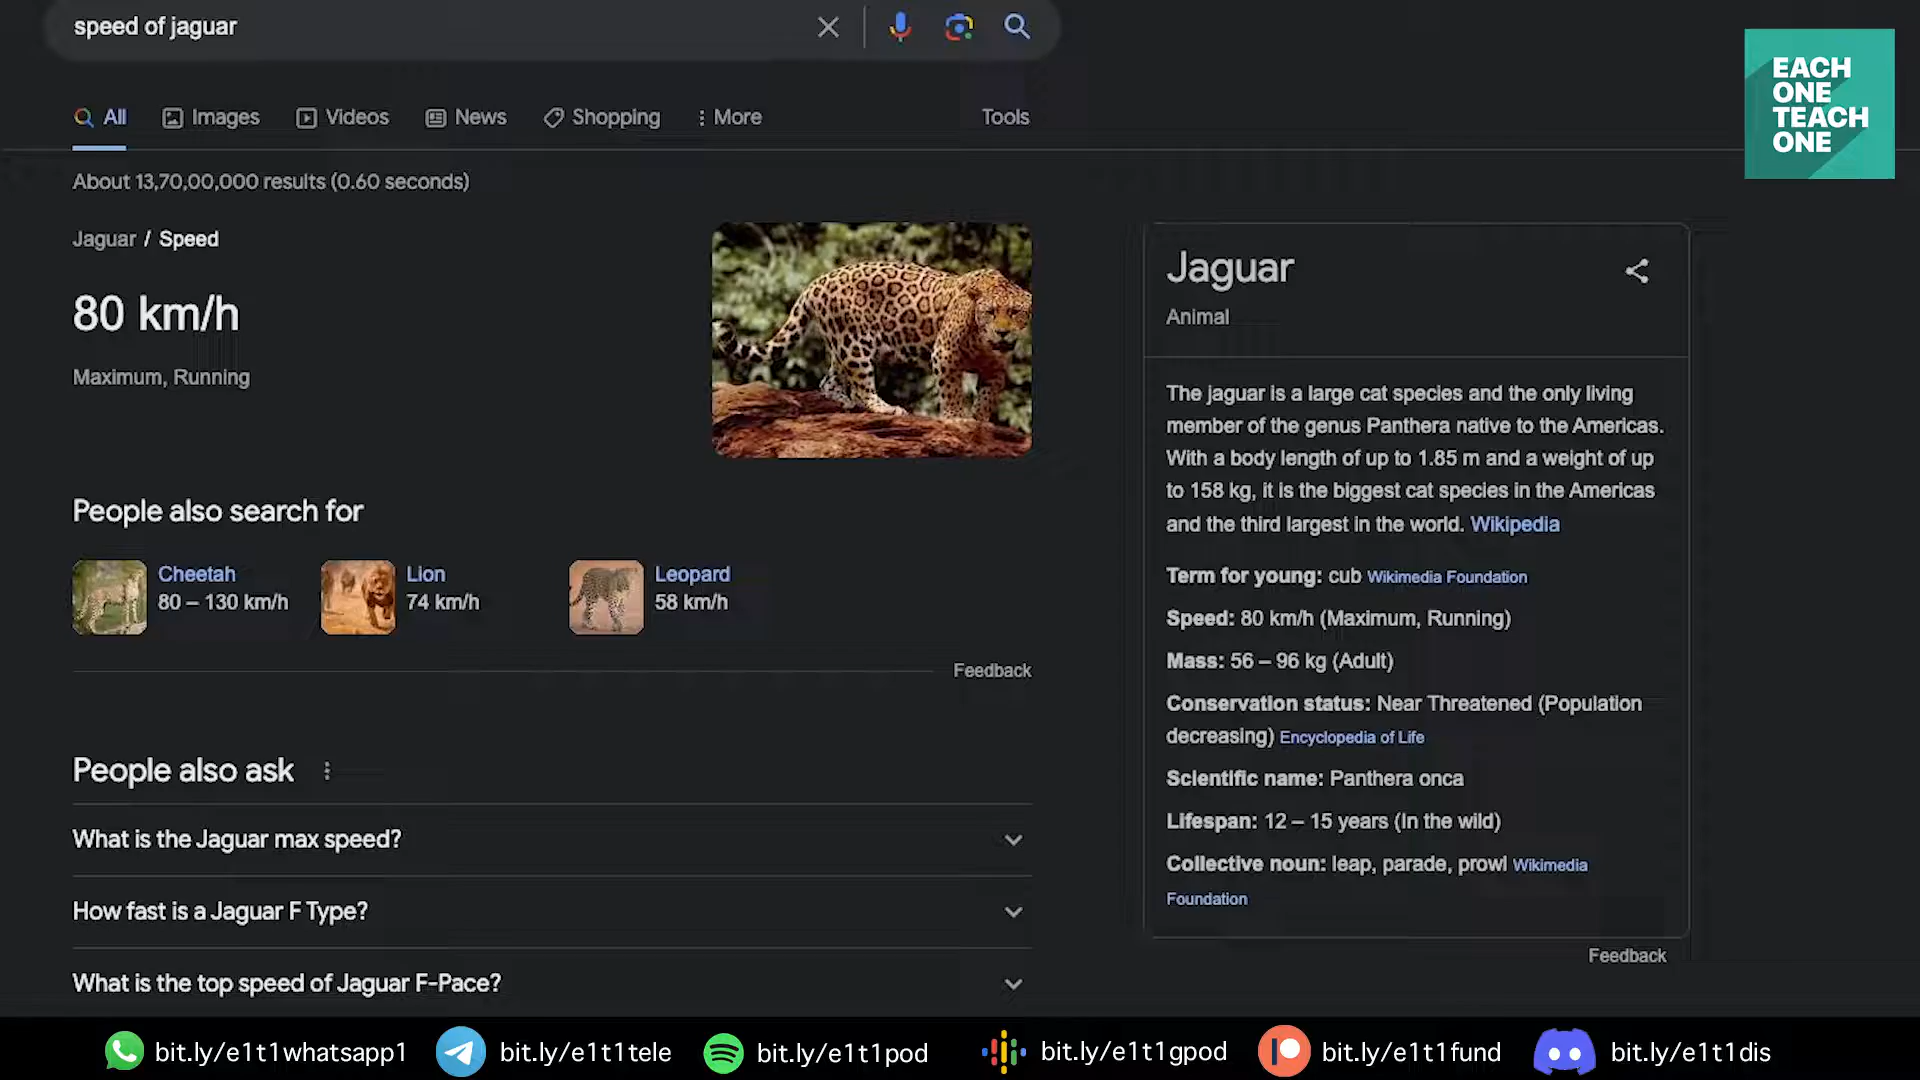 speed of jaguar
EACH
ONE
TEACH
ONE
All
Images
Videos
News
Shopping
More
Tools
About 13,70,00,000 results (0.60 seconds)
Jaguar / Speed
80 km/h
Maximum, Running
People also search for
Cheetah
80 – 130 km/h
Lion
74 km/h
Leopard
58 km/h
Feedback
People also ask
What is the Jaguar max speed?
How fast is a Jaguar F Type?
What is the top speed of Jaguar F-Pace?
Jaguar
Animal
The jaguar is a large cat species and the only living
member of the genus Panthera native to the Americas.
With a body length of up to 1.85 m and a weight of up
to 158 kg, it is the biggest cat species in the Americas
and the third largest in the world. Wikipedia
Term for young: cub Wikimedia Foundation
Speed: 80 km/h (Maximum, Running)
Mass: 56 – 96 kg (Adult)
Conservation status: Near Threatened (Population
decreasing) Encyclopedia of Life
Scientific name: Panthera onca
Lifespan: 12 – 15 years (In the wild)
Collective noun: leap, parade, prowl Wikimedia
Foundation
Feedback
bit.ly/e1t1whatsapp1
bit.ly/e1t1tele
bit.ly/e1t1pod
bit.ly/e1t1gpod
bit.ly/e1t1fund
bit.ly/e1t1dis